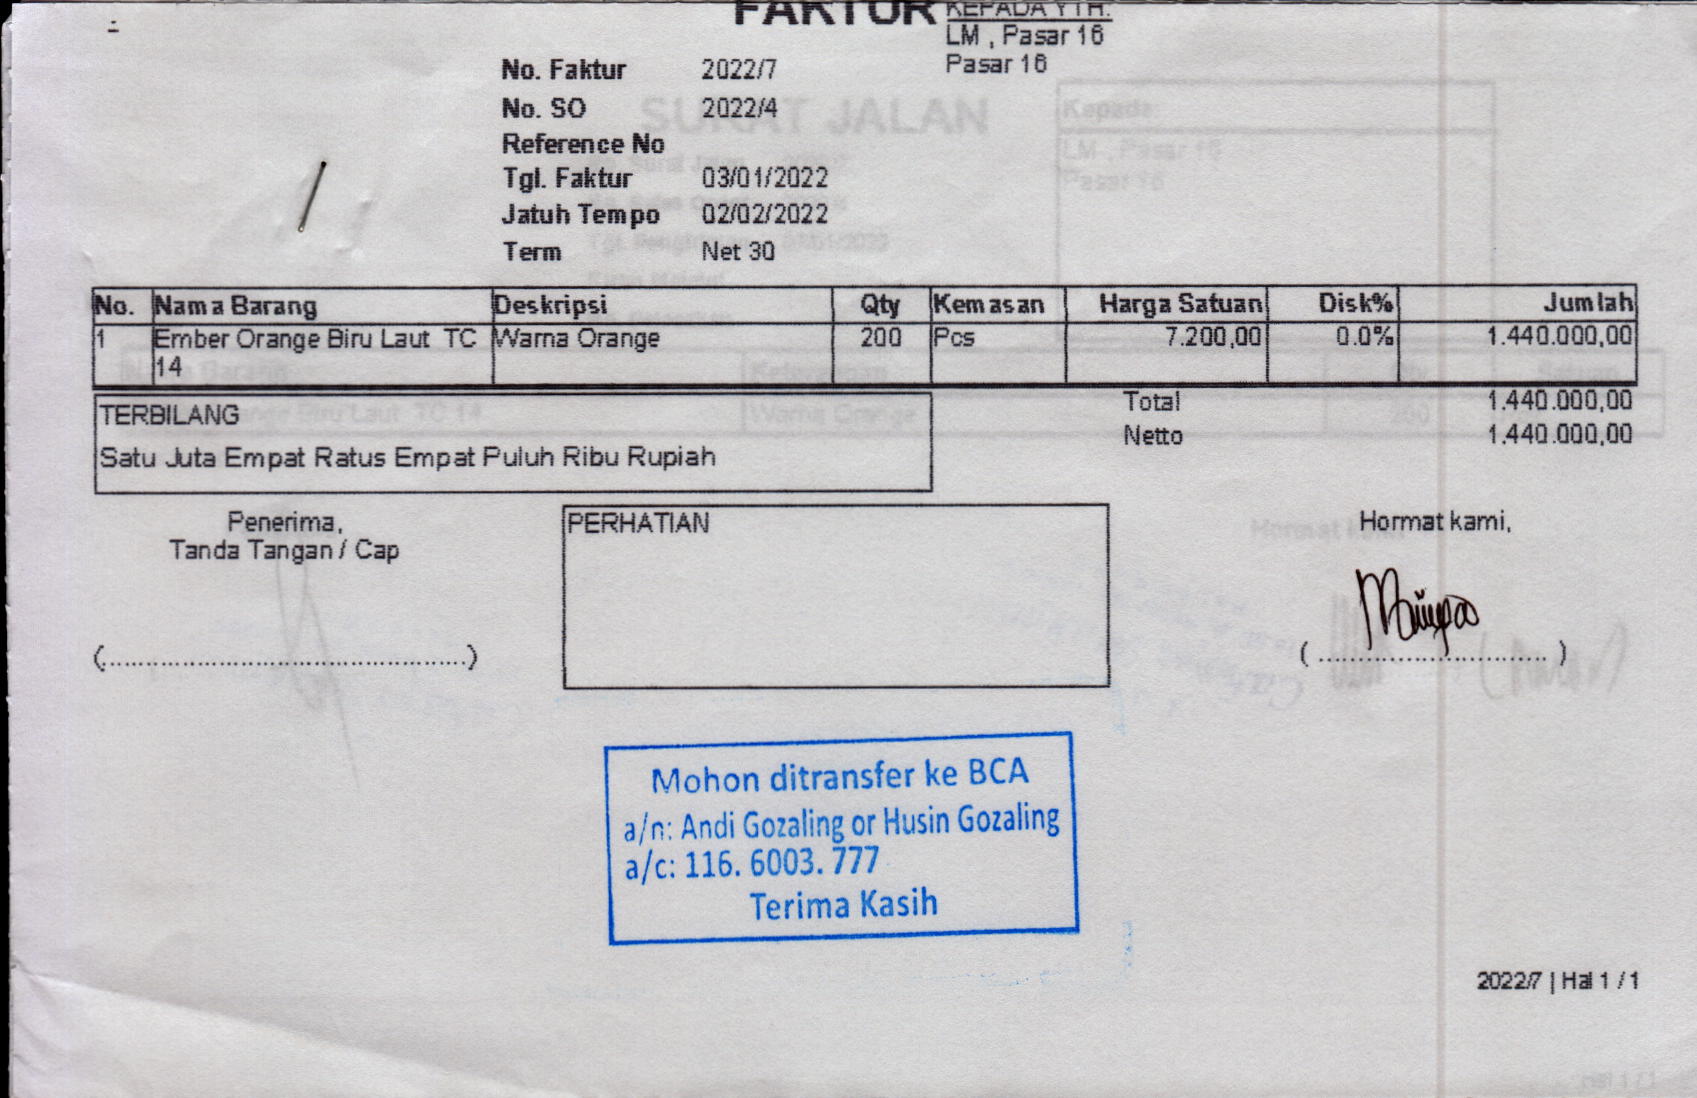 FAKTUR
KEPADA YTH.
LM , Pasar 16
Pasar 16
No. Faktur 2022/7
No. SO 2022/4
Reference No
Tgl. Faktur 03/01/2022
Jatuh Tempo 02/02/2022
Term Net 30
No. Nama Barang Deskripsi Qty Kemasan Harga Satuan Disk% Jumlah
1 Ember Orange Biru Laut TC 14 Warna Orange 200 Pcs 7.200,00 0.0% 1.440.000,00
TERBILANG
Satu Juta Empat Ratus Empat Puluh Ribu Rupiah
Total 1.440.000,00
Netto 1.440.000,00
Penerima,
Tanda Tangan / Cap
(..............................................)
PERHATIAN
Hormat kami,
( ............................. )
Mohon ditransfer ke BCA
a/n: Andi Gozaling or Husin Gozaling
a/c: 116. 6003. 777
Terima Kasih
2022/7 | Hal 1 / 1